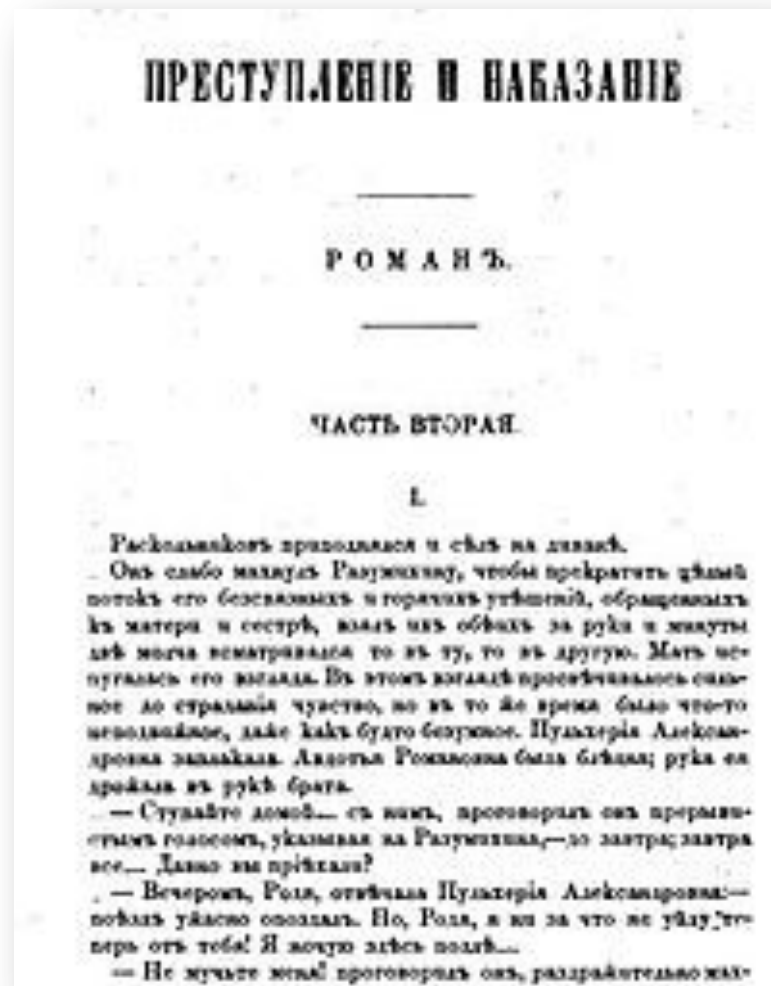 ПРЕСТУПЛЕНІЕ И НАКАЗАНІЕ
РОМАНЪ.
ЧАСТЬ ВТОРАЯ.
I.
Раскольниковъ приподнялся и сѣлъ на диванѣ.
Онъ слабо махнулъ Разумихину, чтобы прекратить цѣлый
потокъ его безсвязныхъ и горячихъ утѣшеній, обращенныхъ
къ матери и сестрѣ, взялъ ихъ обѣихъ за руки и минуты
двѣ молча всматривался то въ ту, то въ другую. Мать ис-
пугалась его взгляда. Въ этомъ взглядѣ просвѣчивалось силь-
ное до страданія чувство, но въ то же время было что-то
неподвижное, даже какъ будто безумное. Пульхерія Александ-
ровна заплакала. Авдотья Романовна была блѣдна; рука ея
дрожала въ рукѣ брата.
— Ступайте домой... съ нимъ, проговорилъ онъ прерыви-
стымъ голосомъ, указывая на Разумихина,—до завтра; завтра
все... Давно вы пріѣхали?
— Вечеромъ, Родя, отвѣчала Пульхерія Александровна:—
поѣздъ ужасно опоздалъ. Но, Родя, я ни за что не уйду те-
перь отъ тебя! Я ночую здѣсь подлѣ...
— Не мучьте меня! проговорилъ онъ, раздражительно мах-